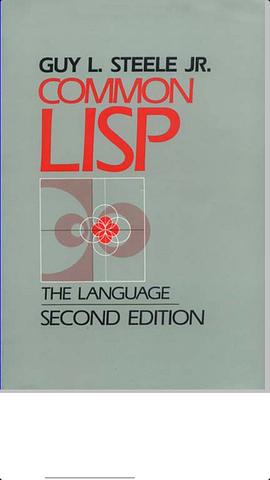 GUY L. STEELE JR.
COMMON
LISP
THE LANGUAGE
SECOND EDITION